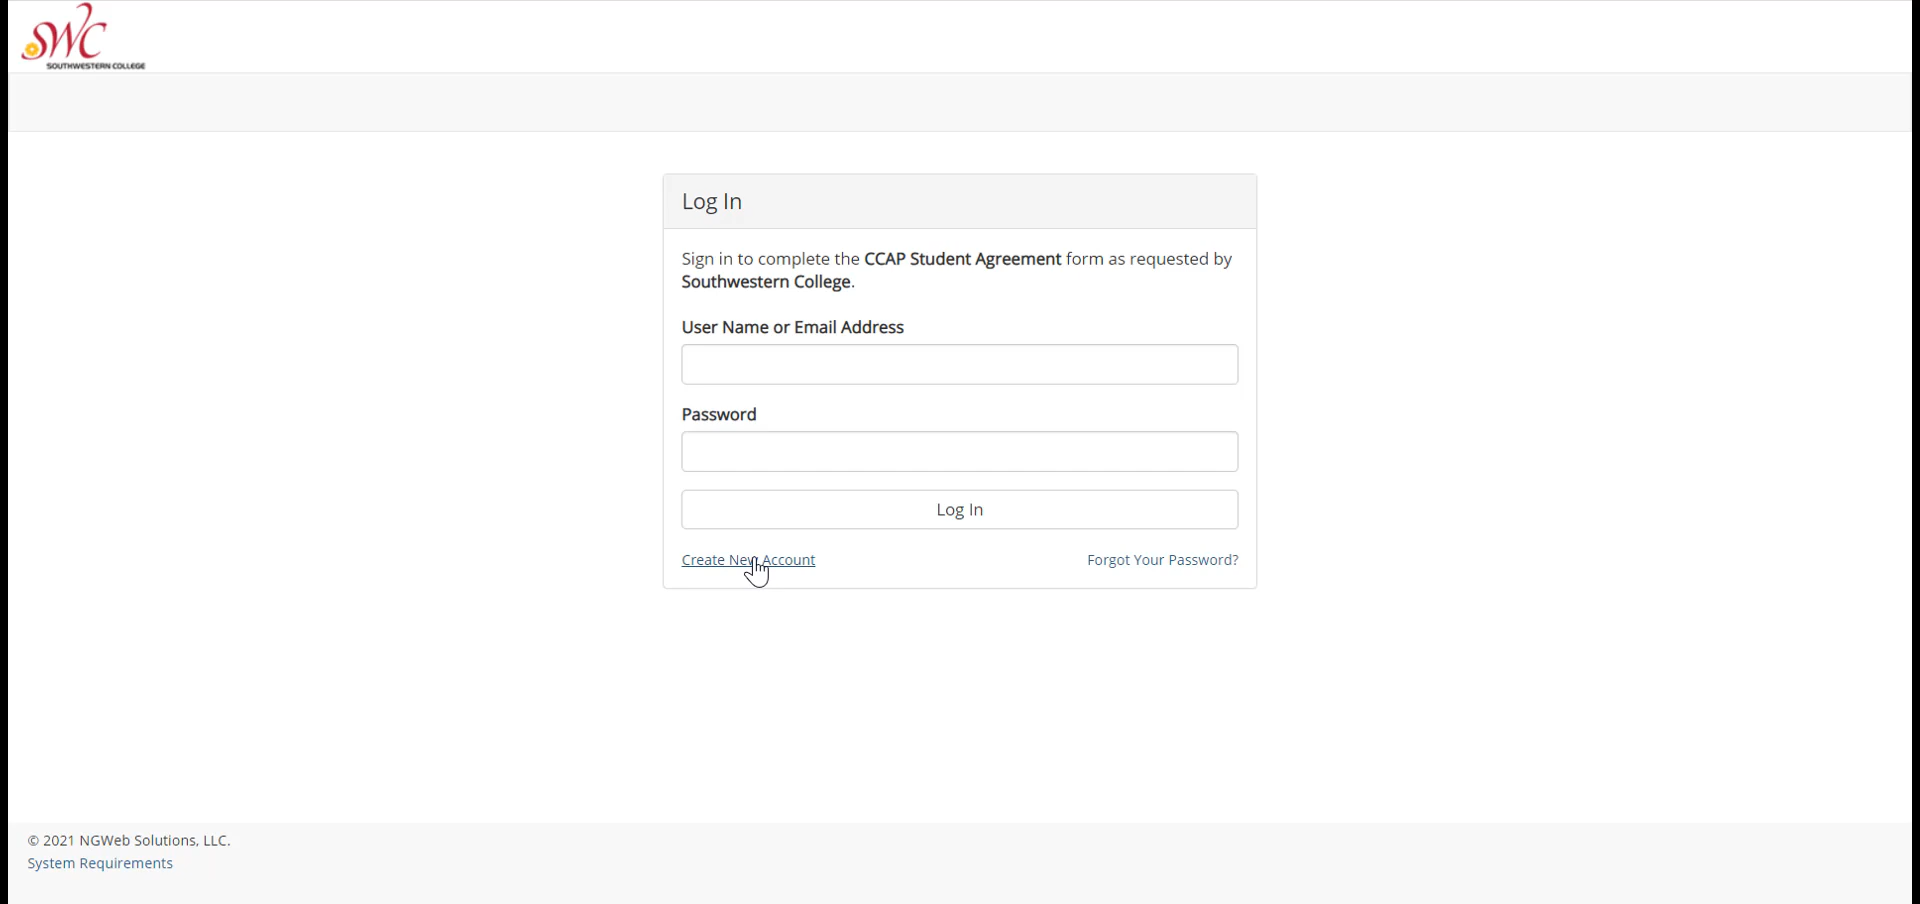 SWC
SOUTHWESTERN COLLEGE
Log In
Sign in to complete the CCAP Student Agreement form as requested by
Southwestern College.
User Name or Email Address
Password
Log In
Create New Account
Forgot Your Password?
© 2021 NGWeb Solutions, LLC.
System Requirements